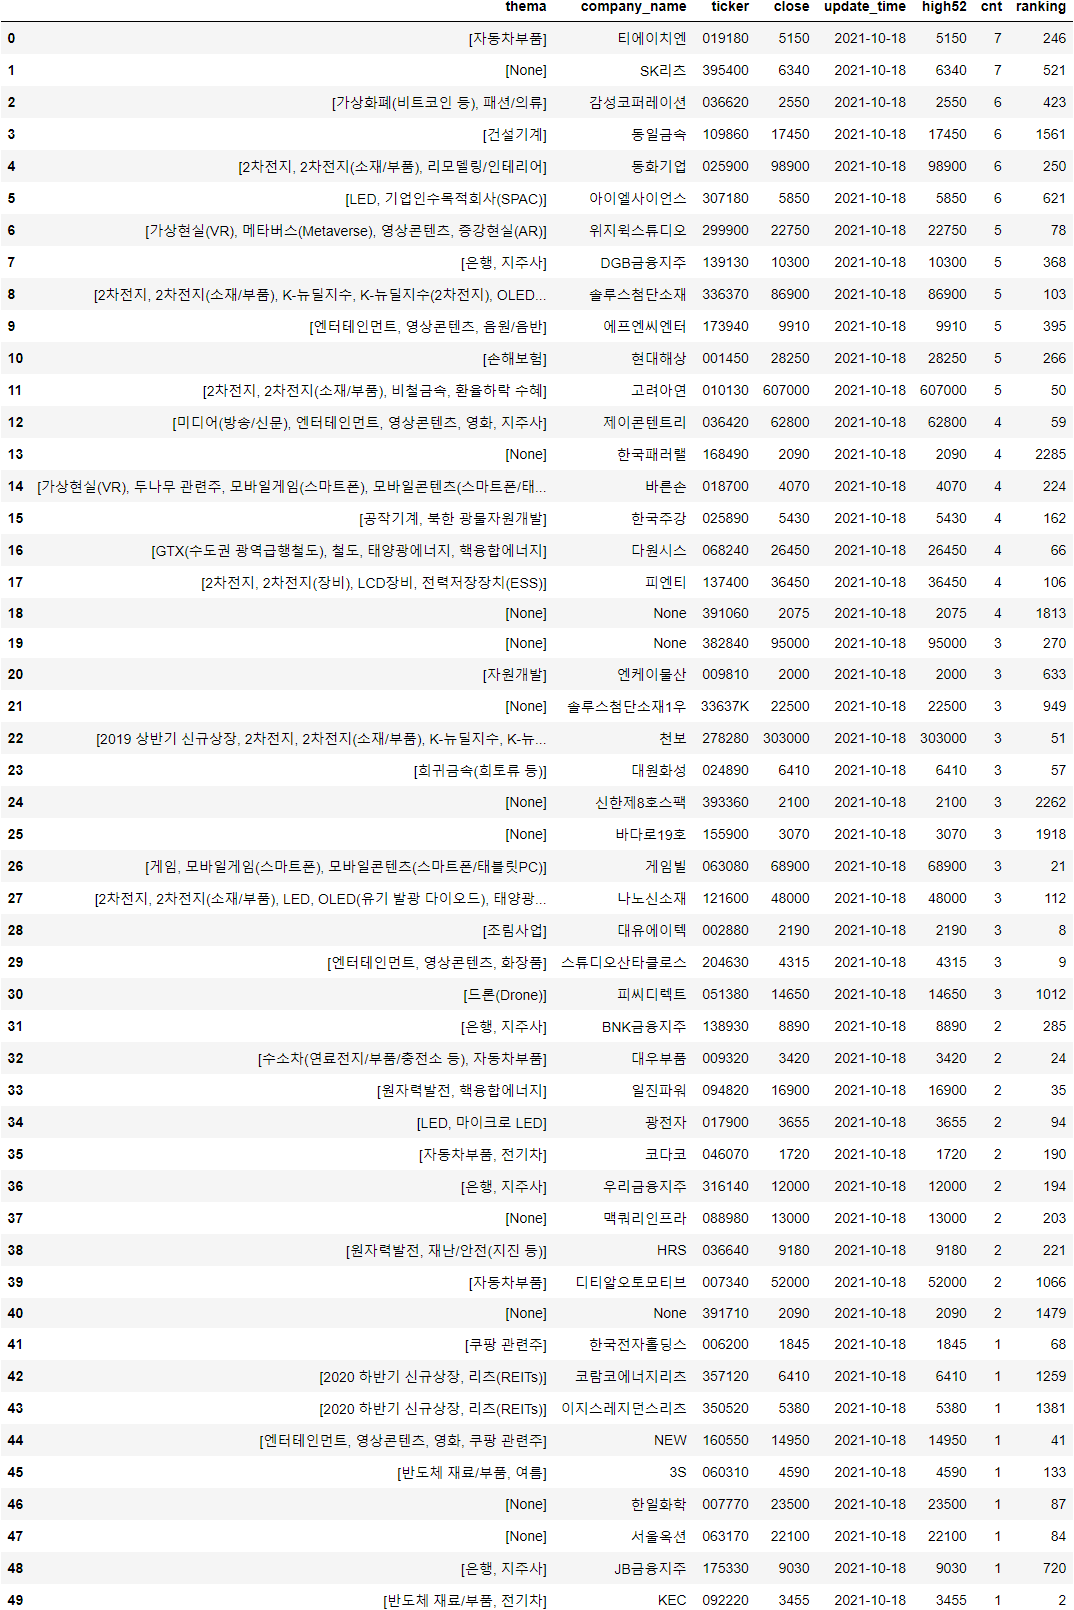 thema company_name ticker close update_time high52 cnt ranking
0 [자동차부품] 티에이치엔 019180 5150 2021-10-18 5150 7 246
1 [None] SK리츠 395400 6340 2021-10-18 6340 7 521
2 [가상화폐(비트코인 등), 패션/의류] 감성코퍼레이션 036620 2550 2021-10-18 2550 6 423
3 [건설기계] 동일금속 109860 17450 2021-10-18 17450 6 1561
4 [2차전지, 2차전지(소재/부품), 리모델링/인테리어] 동화기업 025900 98900 2021-10-18 98900 6 250
5 [LED, 기업인수목적회사(SPAC)] 아이엘사이언스 307180 5850 2021-10-18 5850 6 621
6 [가상현실(VR), 메타버스(Metaverse), 영상콘텐츠, 증강현실(AR)] 위지윅스튜디오 299900 22750 2021-10-18 22750 5 78
7 [은행, 지주사] DGB금융지주 139130 10300 2021-10-18 10300 5 368
8 [2차전지, 2차전지(소재/부품), K-뉴딜지수, K-뉴딜지수(2차전지), OLED... 솔루스첨단소재 336370 86900 2021-10-18 86900 5 103
9 [엔터테인먼트, 영상콘텐츠, 음원/음반] 에프엔씨엔터 173940 9910 2021-10-18 9910 5 395
10 [손해보험] 현대해상 001450 28250 2021-10-18 28250 5 266
11 [2차전지, 2차전지(소재/부품), 비철금속, 환율하락 수혜] 고려아연 010130 607000 2021-10-18 607000 5 50
12 [미디어(방송/신문), 엔터테인먼트, 영상콘텐츠, 영화, 지주사] 제이콘텐트리 036420 62800 2021-10-18 62800 4 59
13 [None] 한국패러랠 168490 2090 2021-10-18 2090 4 2285
14 [가상현실(VR), 두나무 관련주, 모바일게임(스마트폰), 모바일콘텐츠(스마트폰/태... 바른손 018700 4070 2021-10-18 4070 4 224
15 [공작기계, 북한 광물자원개발] 한국주강 025890 5430 2021-10-18 5430 4 162
16 [GTX(수도권 광역급행철도), 철도, 태양광에너지, 핵융합에너지] 다원시스 068240 26450 2021-10-18 26450 4 66
17 [2차전지, 2차전지(장비), LCD장비, 전력저장장치(ESS)] 피엔티 137400 36450 2021-10-18 36450 4 106
18 [None] None 391060 2075 2021-10-18 2075 4 1813
19 [None] None 382840 95000 2021-10-18 95000 3 270
20 [자원개발] 엔케이물산 009810 2000 2021-10-18 2000 3 633
21 [None] 솔루스첨단소재1우 33637K 22500 2021-10-18 22500 3 949
22 [2019 상반기 신규상장, 2차전지, 2차전지(소재/부품), K-뉴딜지수, K-뉴... 천보 278280 303000 2021-10-18 303000 3 51
23 [희귀금속(희토류 등)] 대원화성 024890 6410 2021-10-18 6410 3 57
24 [None] 신한제8호스팩 393360 2100 2021-10-18 2100 3 2262
25 [None] 바다로19호 155900 3070 2021-10-18 3070 3 1918
26 [게임, 모바일게임(스마트폰), 모바일콘텐츠(스마트폰/태블릿PC)] 게임빌 063080 68900 2021-10-18 68900 3 21
27 [2차전지, 2차전지(소재/부품), LED, OLED(유기 발광 다이오드), 태양광... 나노신소재 121600 48000 2021-10-18 48000 3 112
28 [조림사업] 대유에이텍 002880 2190 2021-10-18 2190 3 8
29 [엔터테인먼트, 영상콘텐츠, 화장품] 스튜디오산타클로스 204630 4315 2021-10-18 4315 3 9
30 [드론(Drone)] 피씨디렉트 051380 14650 2021-10-18 14650 3 1012
31 [은행, 지주사] BNK금융지주 138930 8890 2021-10-18 8890 2 285
32 [수소차(연료전지/부품/충전소 등), 자동차부품] 대우부품 009320 3420 2021-10-18 3420 2 24
33 [원자력발전, 핵융합에너지] 일진파워 094820 16900 2021-10-18 16900 2 35
34 [LED, 마이크로 LED] 광전자 017900 3655 2021-10-18 3655 2 94
35 [자동차부품, 전기차] 코다코 046070 1720 2021-10-18 1720 2 190
36 [은행, 지주사] 우리금융지주 316140 12000 2021-10-18 12000 2 194
37 [None] 맥쿼리인프라 088980 13000 2021-10-18 13000 2 203
38 [원자력발전, 재난/안전(지진 등)] HRS 036640 9180 2021-10-18 9180 2 221
39 [자동차부품] 디티알오토모티브 007340 52000 2021-10-18 52000 2 1066
40 [None] None 391710 2090 2021-10-18 2090 2 1479
41 [쿠팡 관련주] 한국전자홀딩스 006200 1845 2021-10-18 1845 1 68
42 [2020 하반기 신규상장, 리츠(REITs)] 코람코에너지리츠 357120 6410 2021-10-18 6410 1 1259
43 [2020 하반기 신규상장, 리츠(REITs)] 이지스레지던스리츠 350520 5380 2021-10-18 5380 1 1381
44 [엔터테인먼트, 영상콘텐츠, 영화, 쿠팡 관련주] NEW 160550 14950 2021-10-18 14950 1 41
45 [반도체 재료/부품, 여름] 3S 060310 4590 2021-10-18 4590 1 133
46 [None] 한일화학 007770 23500 2021-10-18 23500 1 87
47 [None] 서울옥션 063170 22100 2021-10-18 22100 1 84
48 [은행, 지주사] JB금융지주 175330 9030 2021-10-18 9030 1 720
49 [반도체 재료/부품, 전기차] KEC 092220 3455 2021-10-18 3455 1 2